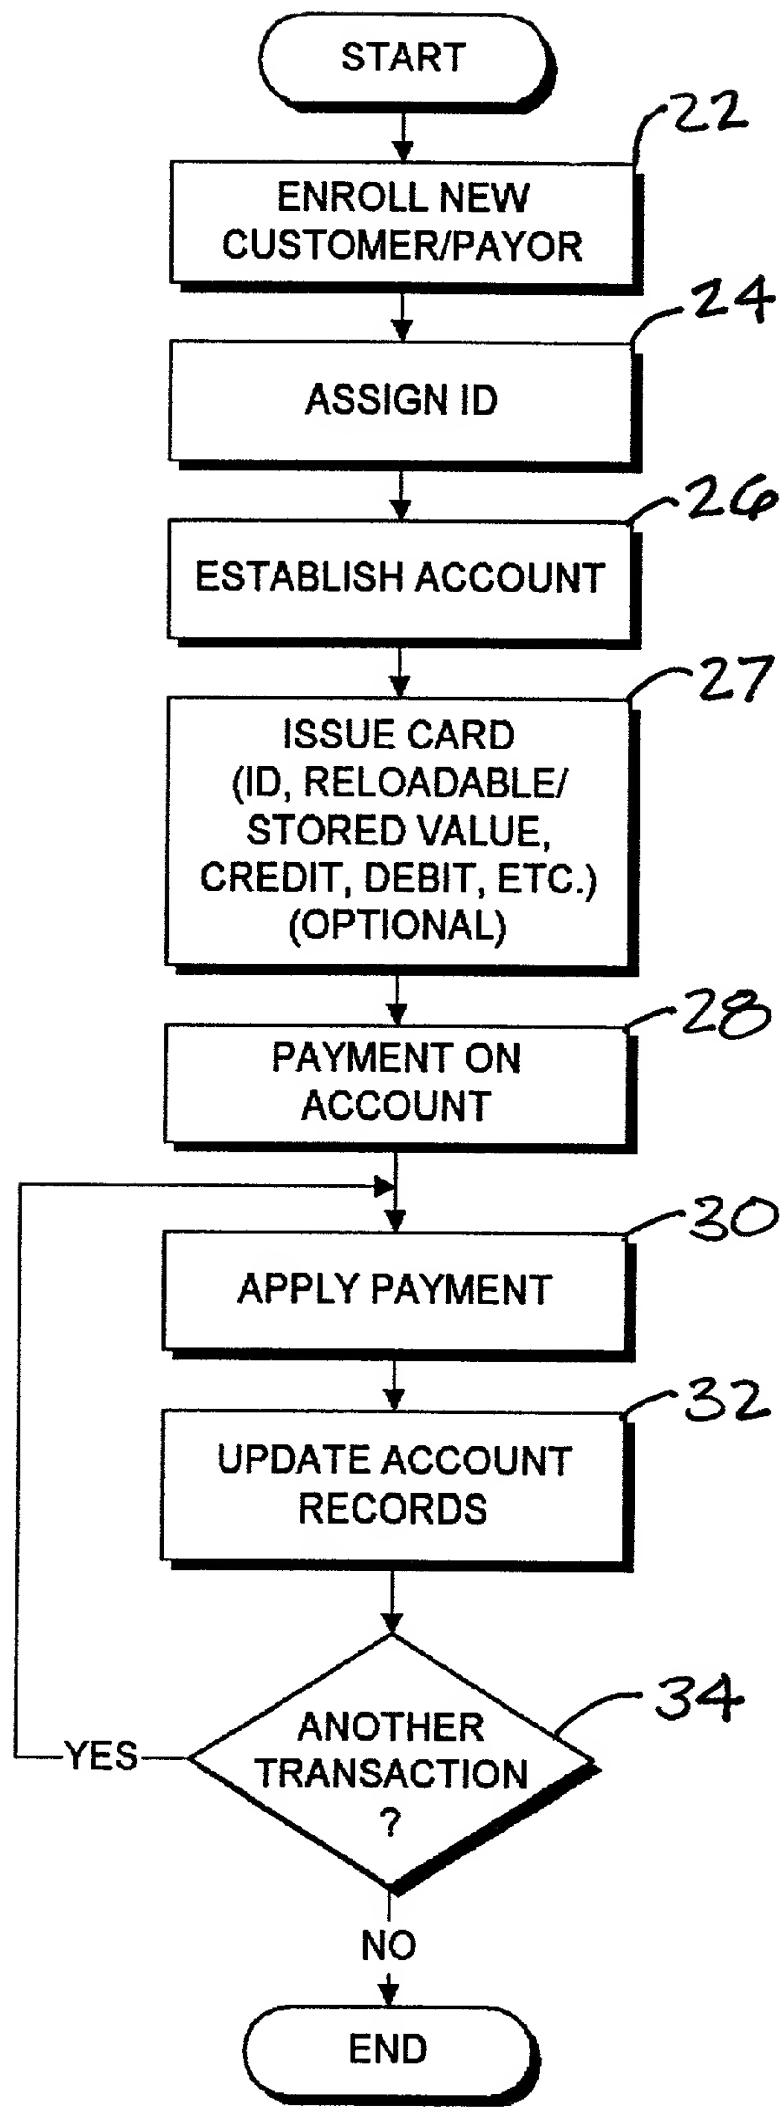 START
22
ENROLL NEW
CUSTOMER/PAYOR
24
ASSIGN ID
26
ESTABLISH ACCOUNT
27
ISSUE CARD
(ID, RELOADABLE/
STORED VALUE,
CREDIT, DEBIT, ETC.)
(OPTIONAL)
28
PAYMENT ON
ACCOUNT
30
APPLY PAYMENT
32
UPDATE ACCOUNT
RECORDS
34
ANOTHER
TRANSACTION
?
YES
NO
END